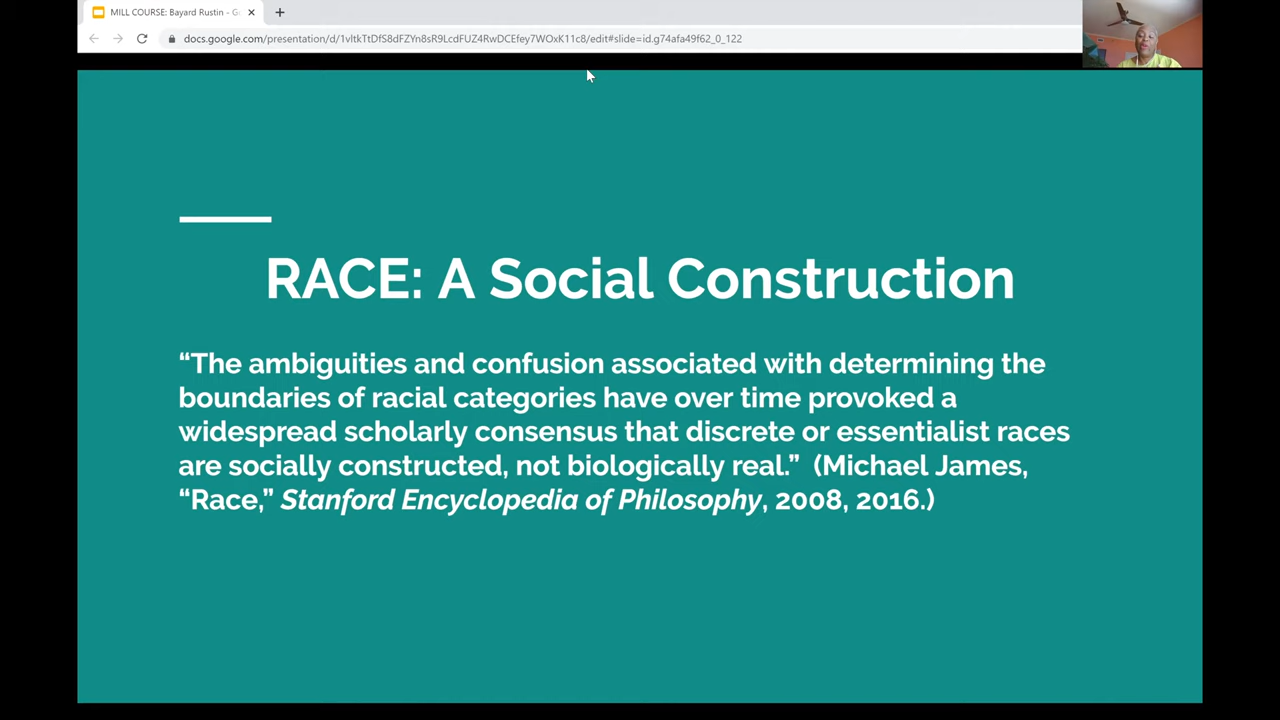 MILL COURSE: Bayard Rustin - G
docs.google.com/presentation/d/1vltkTtDfS8dFZYn8sR9LcdFUZ4RwDCEfey7WOxK11c8/edit#slide=id.g74afa49f62_0_122
RACE: A Social Construction
“The ambiguities and confusion associated with determining the
boundaries of racial categories have over time provoked a
widespread scholarly consensus that discrete or essentialist races
are socially constructed, not biologically real.” (Michael James,
“Race,” Stanford Encyclopedia of Philosophy, 2008, 2016.)